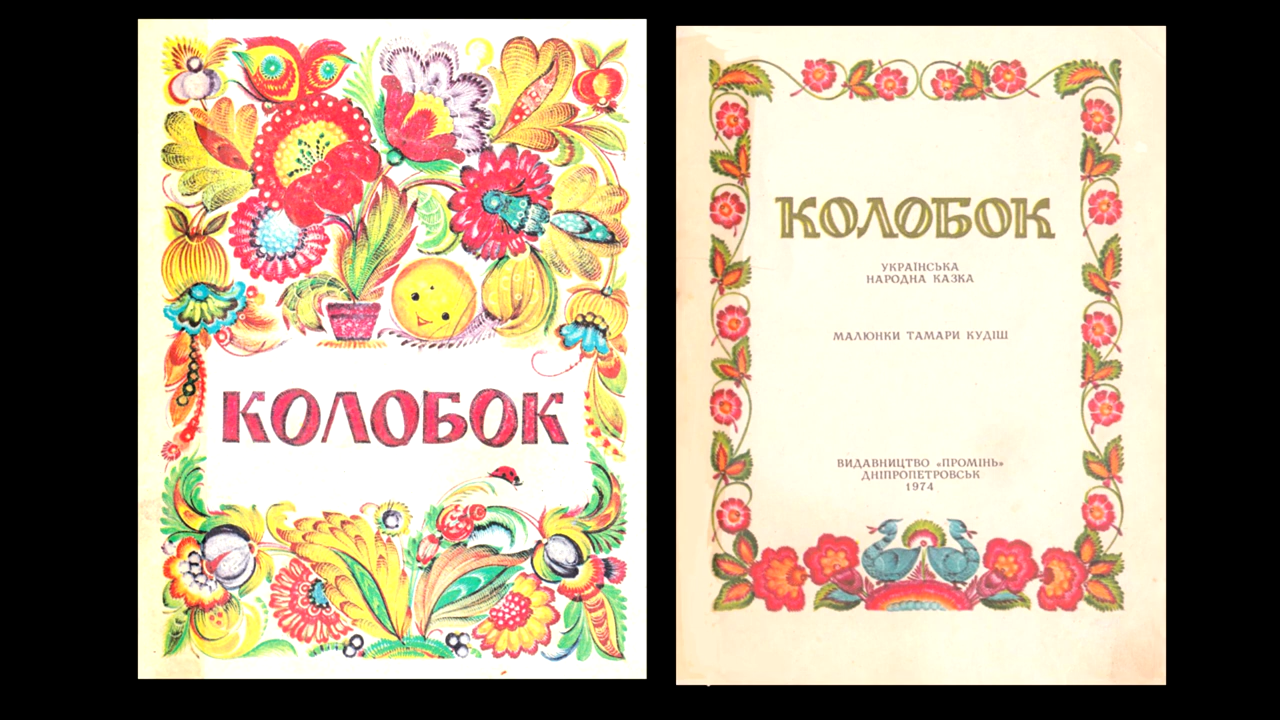 КОЛОБОК
КОЛОБОК
УКРАЇНСЬКА
НАРОДНА КАЗКА
МАЛЮНКИ ТАМАРИ КУДІШ
ВИДАВНИЦТВО «ПРОМІНЬ»
ДНІПРОПЕТРОВСЬК
1974